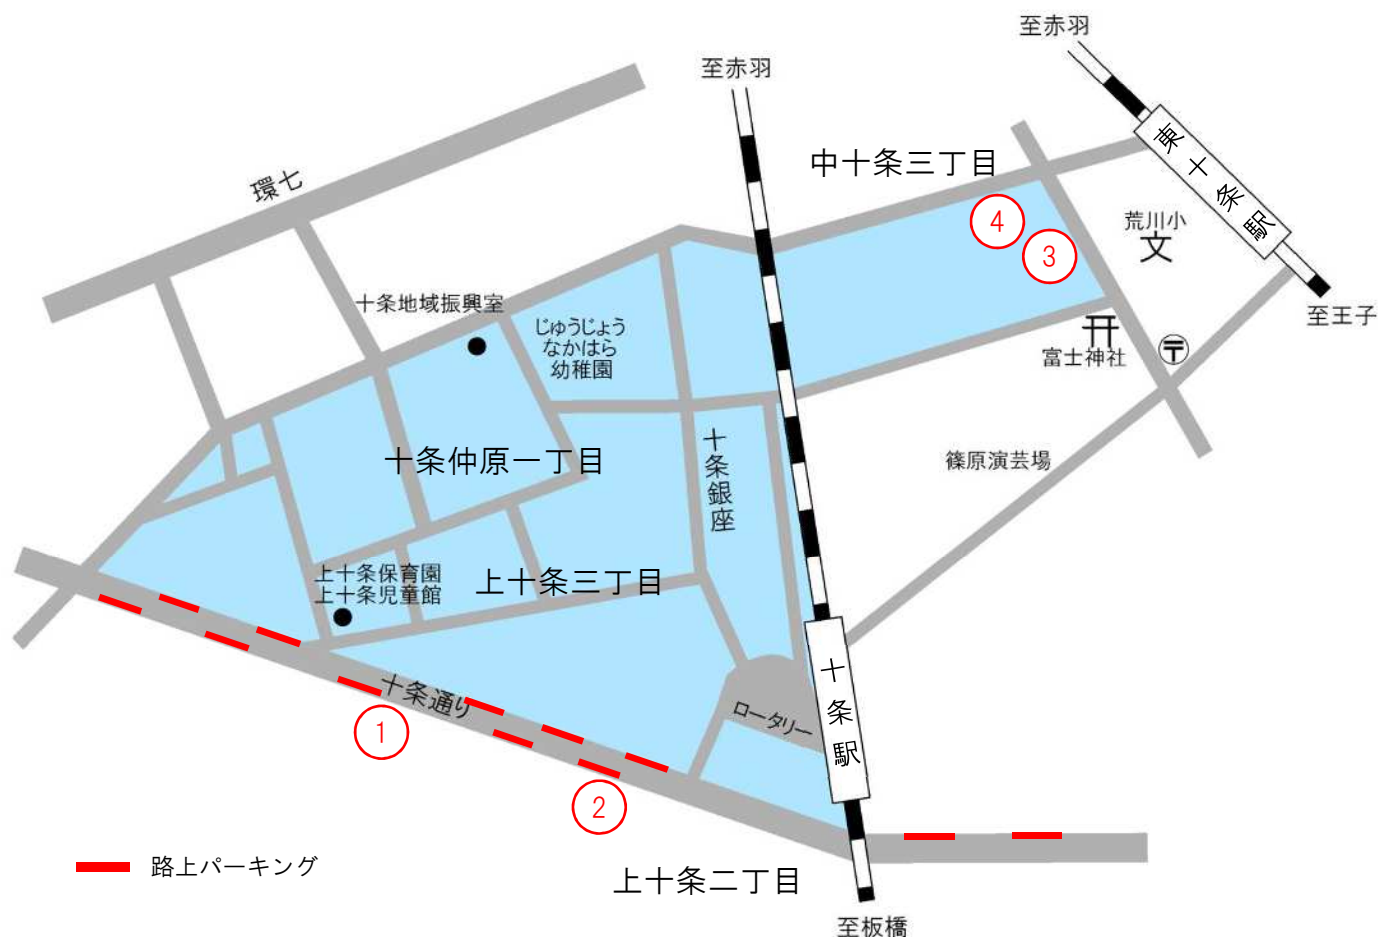 至赤羽
至赤羽
東十条駅
中十条三丁目
環七
④
荒川小
文
③
十条地域振興室
じゅうじょう
なかはら
幼稚園
至王子
富士神社
〒
十条銀座
十条仲原一丁目
篠原演芸場
上十条保育園
上十条児童館
上十条三丁目
十条通り
①
ロータリー
十条駅
②
路上パーキング
上十条二丁目
至板橋